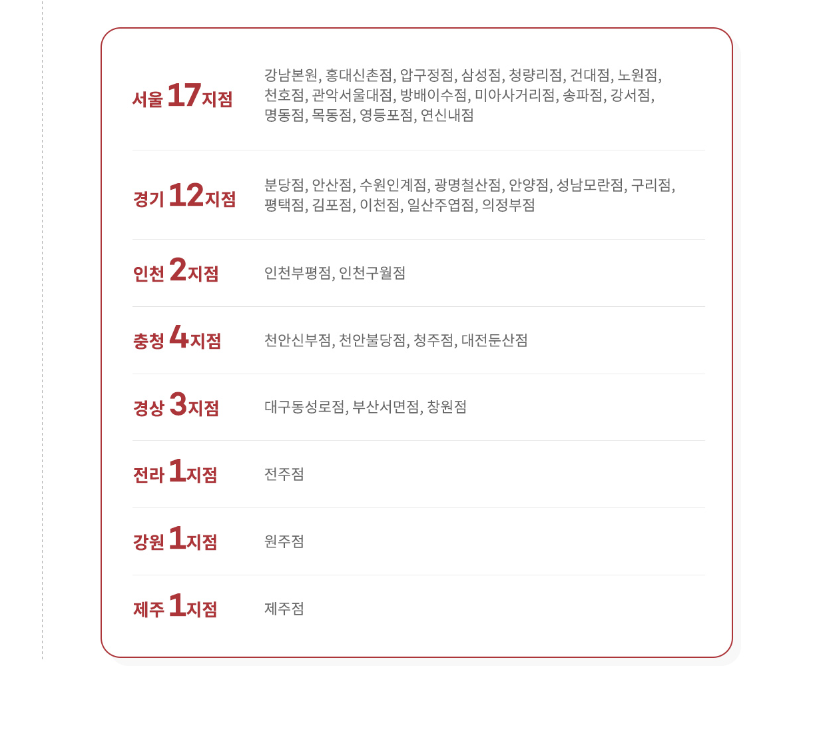 서울 17지점
강남본원, 홍대신촌점, 압구정점, 삼성점, 청량리점, 건대점, 노원점,
천호점, 관악서울대점, 방배이수점, 미아사거리점, 송파점, 강서점,
명동점, 목동점, 영등포점, 연신내점
경기 12지점
분당점, 안산점, 수원인계점, 광명철산점, 안양점, 성남모란점, 구리점,
평택점, 김포점, 이천점, 일산주엽점, 의정부점
인천 2지점
인천부평점, 인천구월점
충청 4지점
천안신부점, 천안불당점, 청주점, 대전둔산점
경상 3지점
대구동성로점, 부산서면점, 창원점
전라 1지점
전주점
강원 1지점
원주점
제주 1지점
제주점